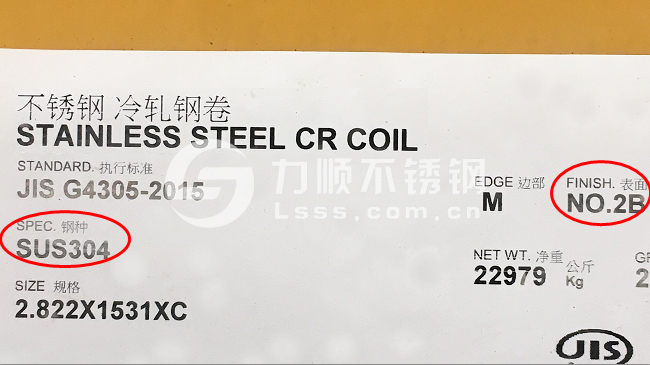 不锈钢 冷轧钢卷
STAINLESS STEEL CR COIL
STANDARD. 执行标准
JIS G4305-2015
EDGE 边部
M
FINISH. 表面
NO.2B
SPEC. 钢种
SUS304
NET WT. 净重
22979 公斤 Kg
SIZE 规格
2.822X1531XC
JIS
力顺不锈钢
Lsss.com.cn